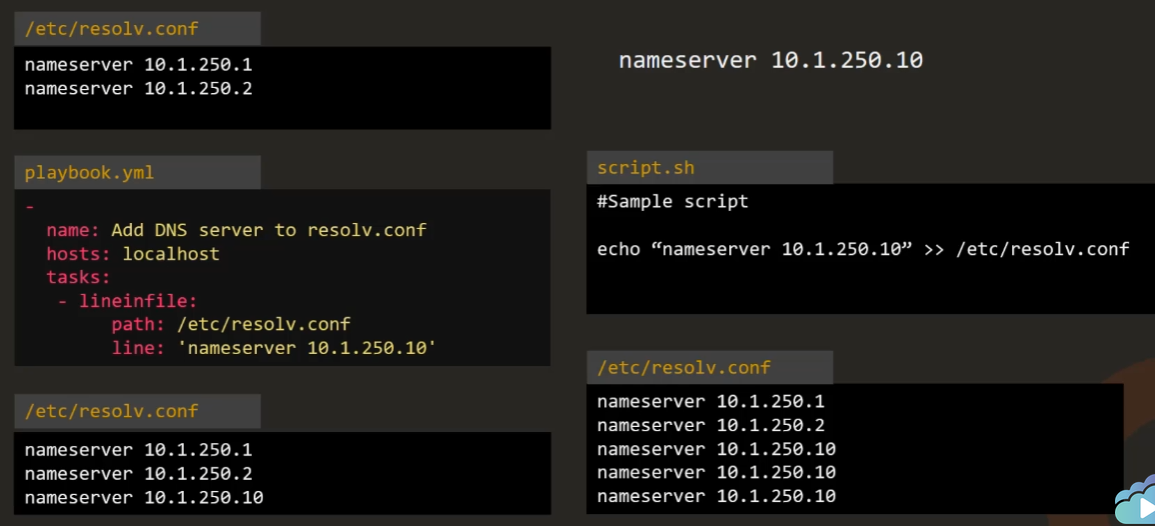 /etc/resolv.conf
nameserver 10.1.250.1
nameserver 10.1.250.2
nameserver 10.1.250.10
playbook.yml
-
name: Add DNS server to resolv.conf
hosts: localhost
tasks:
- lineinfile:
path: /etc/resolv.conf
line: 'nameserver 10.1.250.10'
script.sh
#Sample script
echo “nameserver 10.1.250.10” >> /etc/resolv.conf
/etc/resolv.conf
nameserver 10.1.250.1
nameserver 10.1.250.2
nameserver 10.1.250.10
/etc/resolv.conf
nameserver 10.1.250.1
nameserver 10.1.250.2
nameserver 10.1.250.10
nameserver 10.1.250.10
nameserver 10.1.250.10